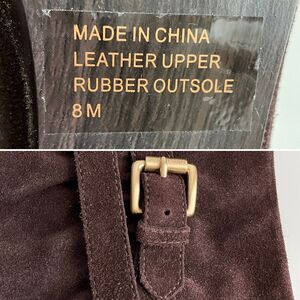 MADE IN CHINA
LEATHER UPPER
RUBBER OUTSOLE
8 M